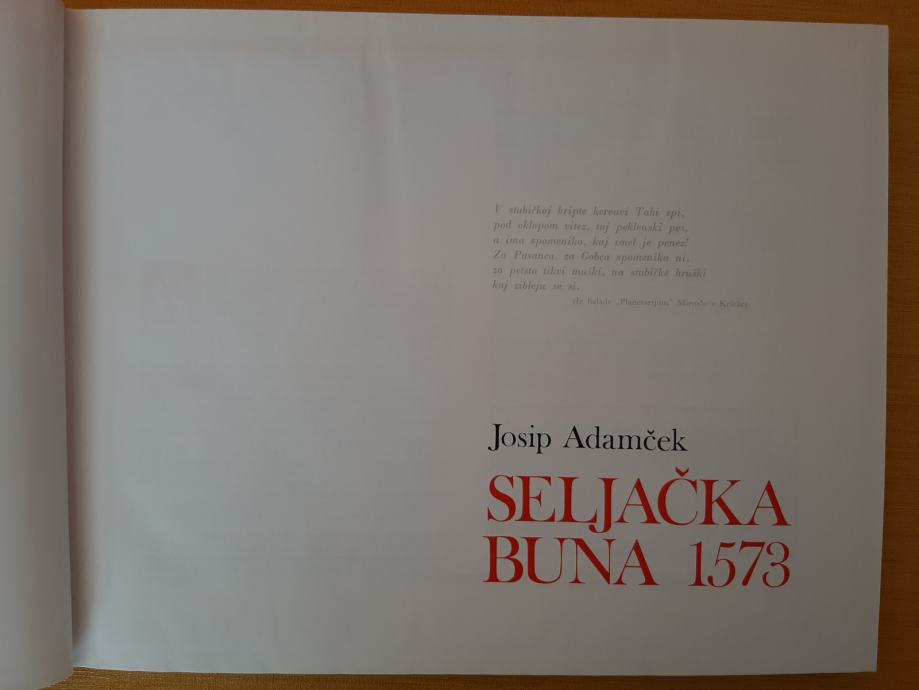 V stubičkoj kripte kervavi Tahi spi,
pod oklopom vitez, taj peklenski pes,
a ima spomenika, kaj imel je penez!
Za Pasanca, za Gobca spomenika ni,
za petsto tikvi muški, na stubičke hruški
kaj zibleju se si.
(Iz balade „Planetarijom" Miroslava Krleže)
Josip Adamček
SELJAČKA
BUNA 1573